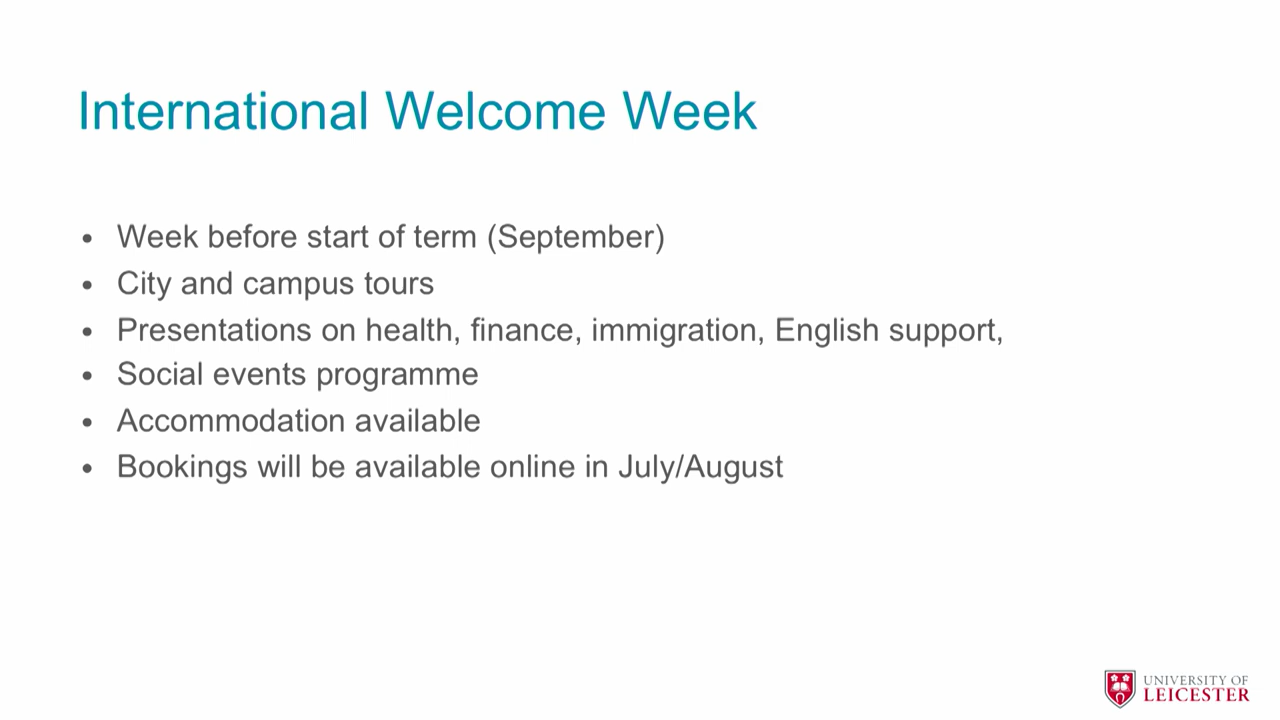 International Welcome Week
• Week before start of term (September)
• City and campus tours
• Presentations on health, finance, immigration, English support,
• Social events programme
• Accommodation available
• Bookings will be available online in July/August
UNIVERSITY OF
LEICESTER